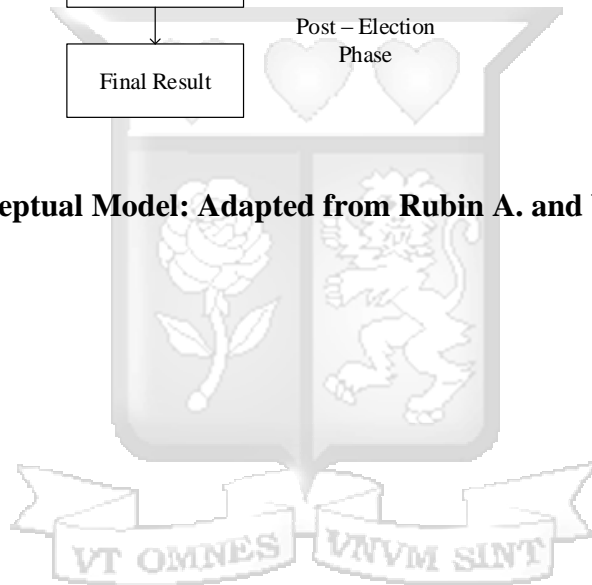 Post – Election
Phase
Final Result
eptual Model: Adapted from Rubin A. and
VT OMNES VNVM SINT